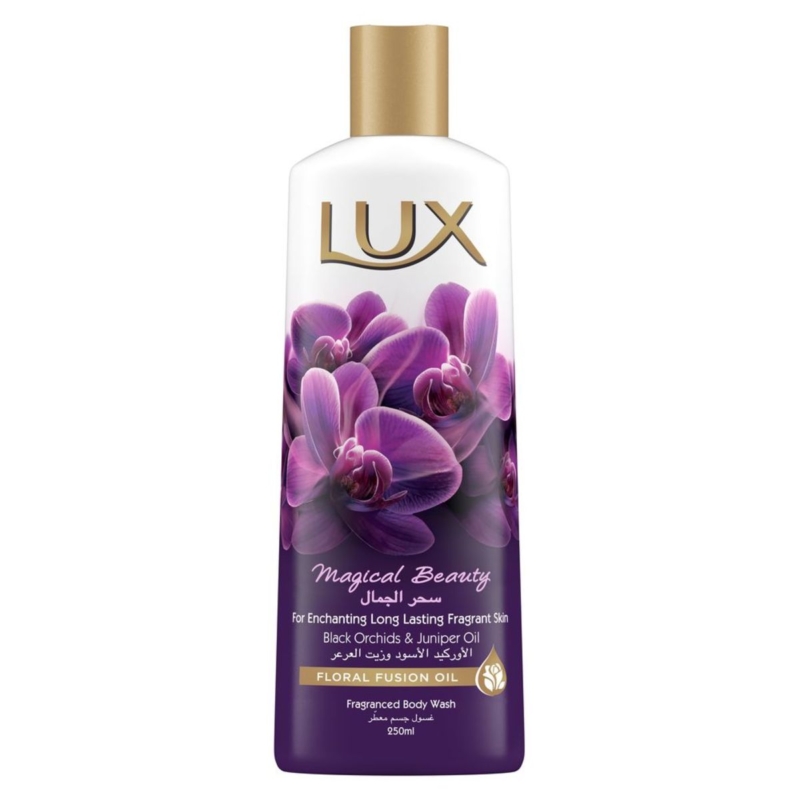 LUX
Magical Beauty
سحر الجمال
For Enchanting Long Lasting Fragrant Skin
Black Orchids & Juniper Oil
الأوركيد الأسود وزيت العرعر
FLORAL FUSION OIL
Fragranced Body Wash
غسول جسم معطّر
250ml